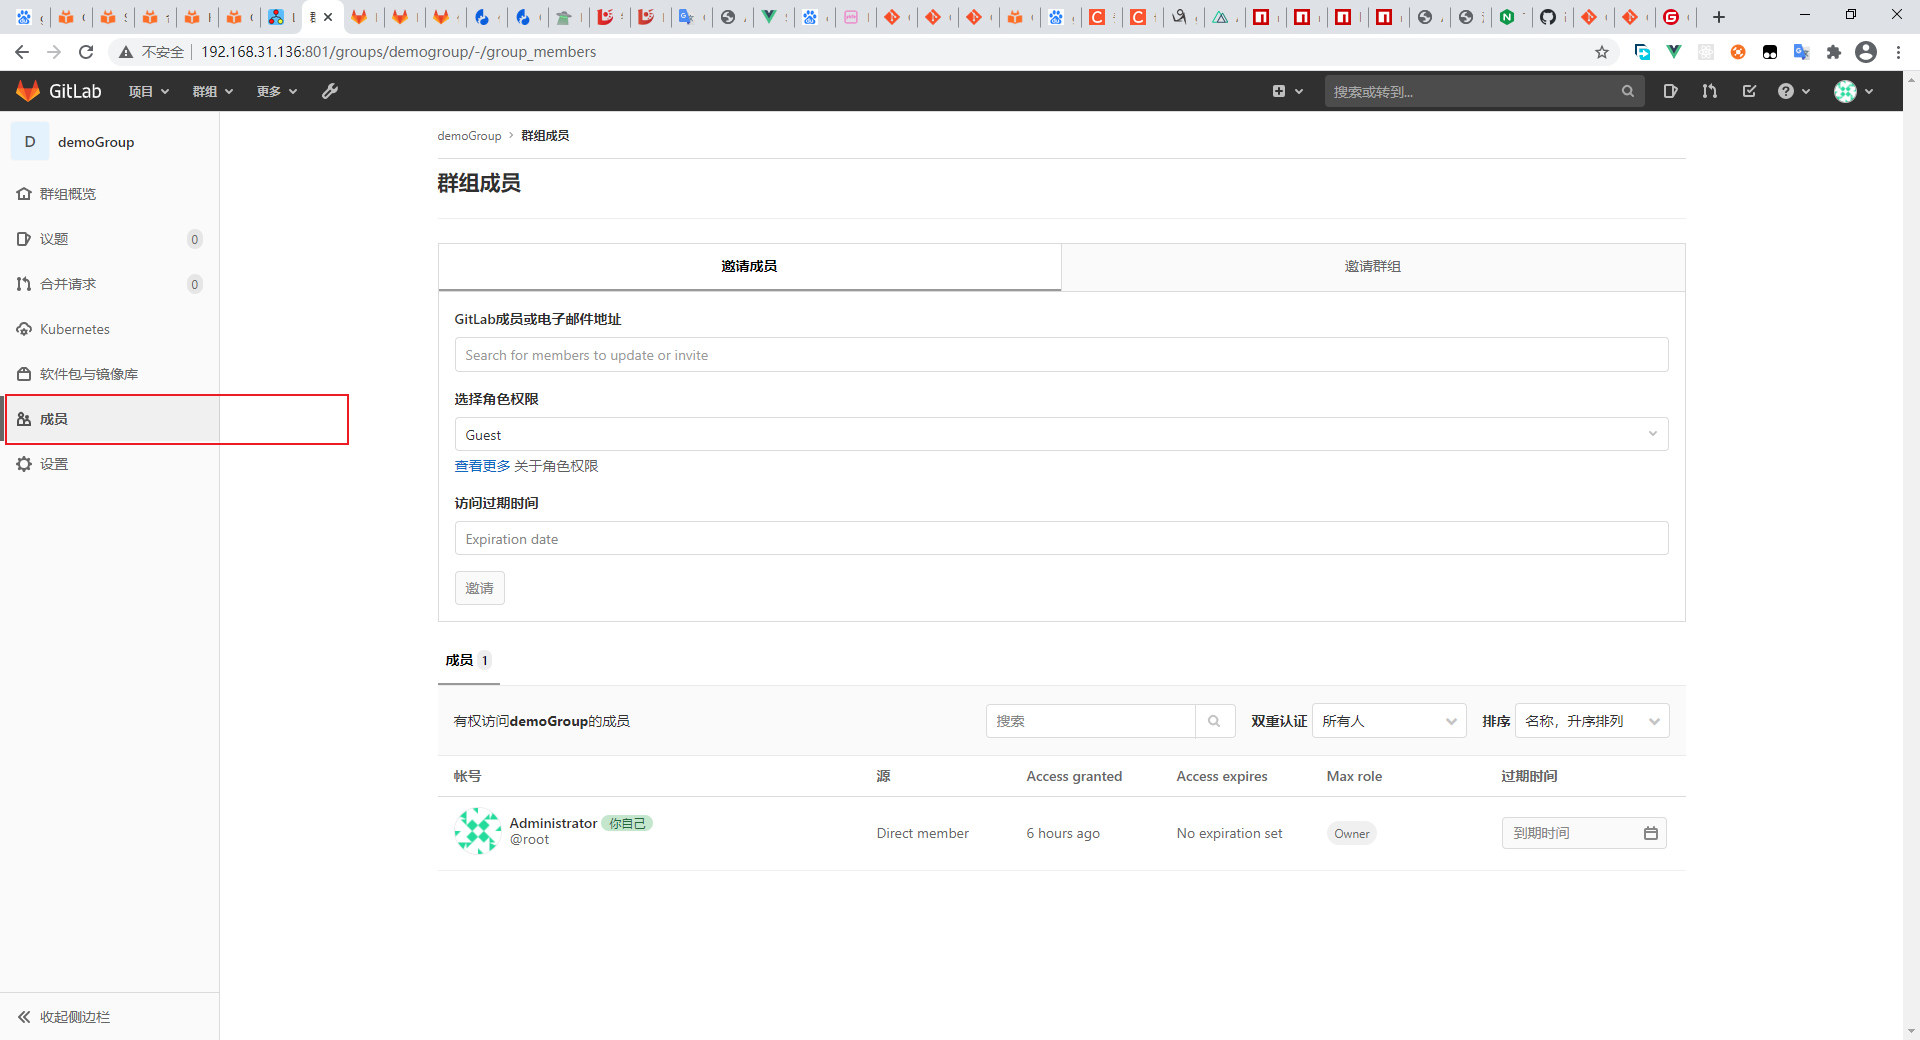 不安全 192.168.31.136:801/groups/demogroup/-/group_members
GitLab 项目 群组 更多 搜索或转到...
D demoGroup
群组概览
议题 0
合并请求 0
Kubernetes
软件包与镜像库
成员
设置
收起侧边栏
demoGroup › 群组成员
群组成员
邀请成员 邀请群组
GitLab成员或电子邮件地址
Search for members to update or invite
选择角色权限
Guest
查看更多 关于角色权限
访问过期时间
Expiration date
邀请
成员 1
有权访问demoGroup的成员 搜索 双重认证 所有人 排序 名称，升序排列
帐号 源 Access granted Access expires Max role 过期时间
Administrator 你自己
@root
Direct member 6 hours ago No expiration set Owner 到期时间